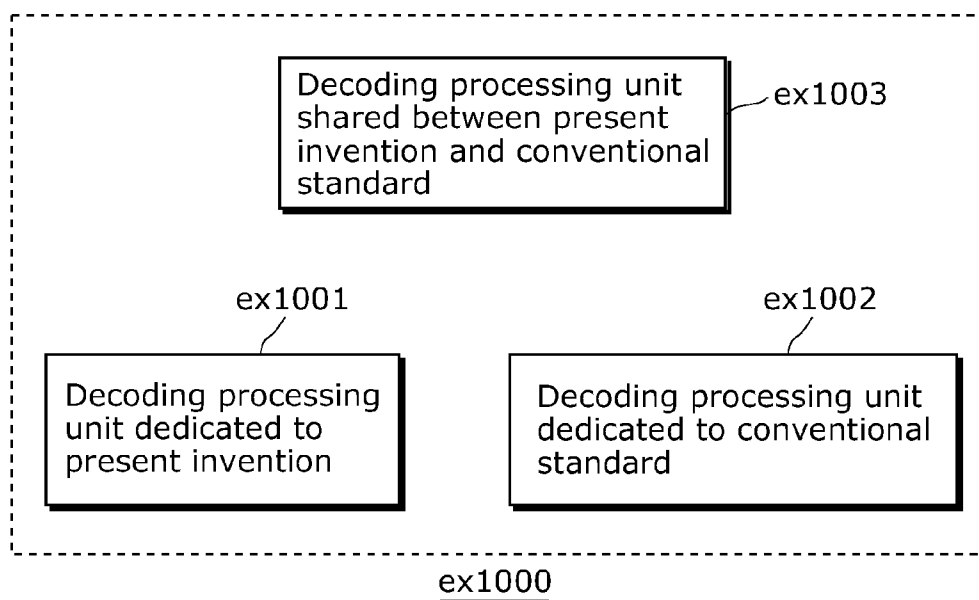 Decoding processing unit
shared between present
invention and conventional
standard
ex1003
ex1001
ex1002
Decoding processing
unit dedicated to
present invention
Decoding processing unit
dedicated to conventional
standard
ex1000